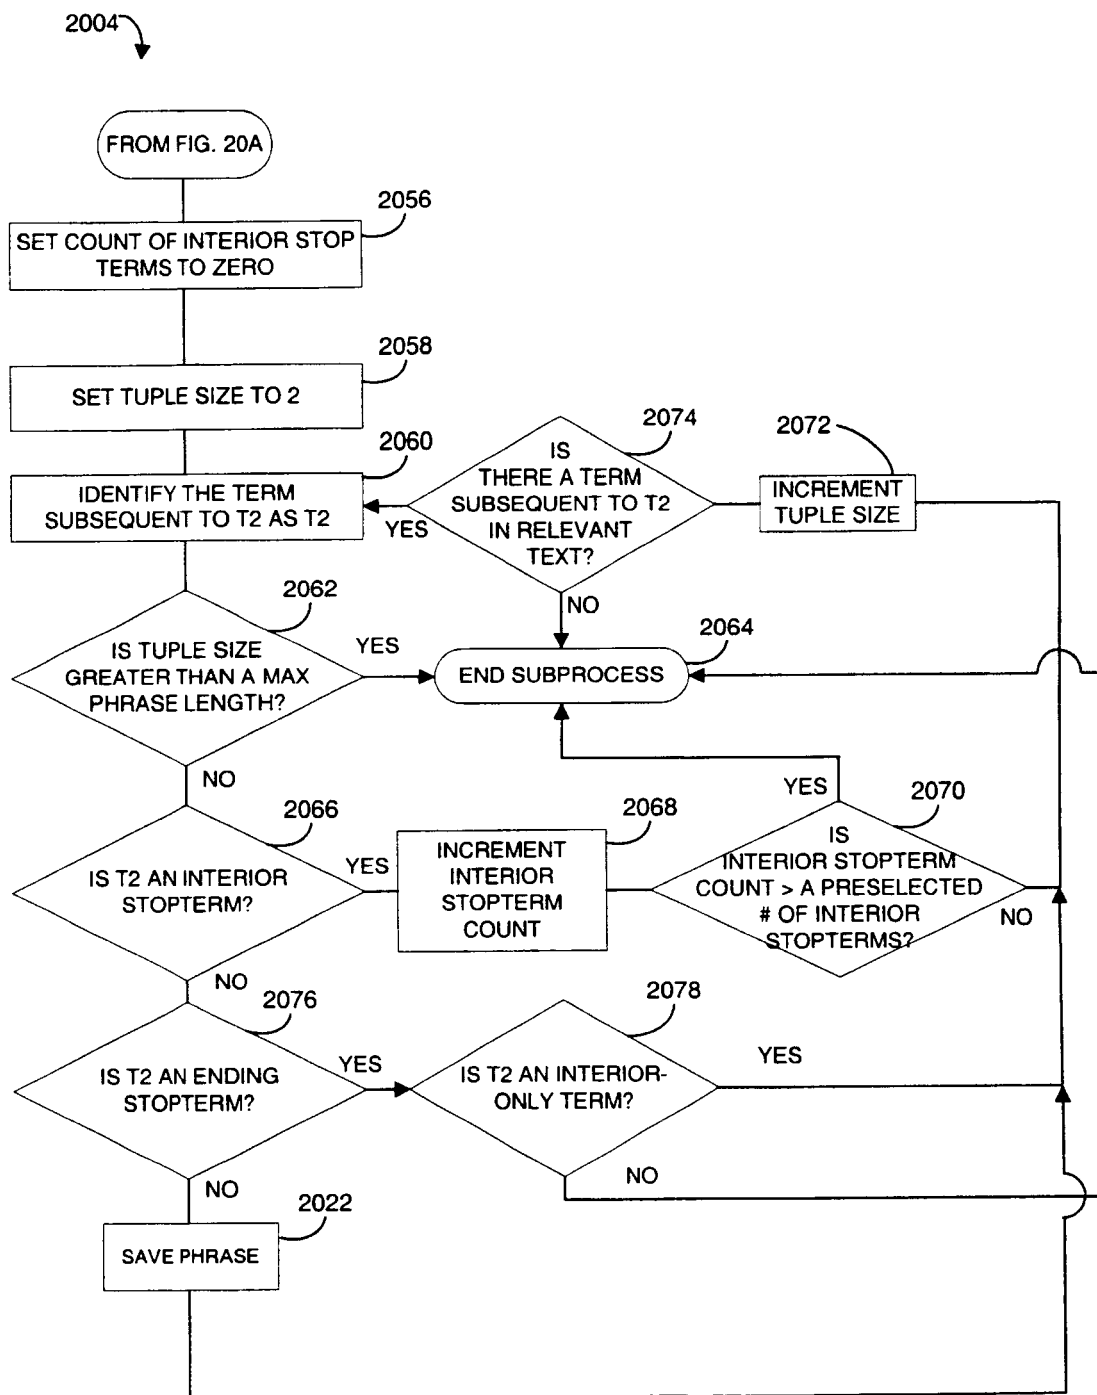 2004
FROM FIG. 20A
2056
SET COUNT OF INTERIOR STOP
TERMS TO ZERO
2058
SET TUPLE SIZE TO 2
2060
IDENTIFY THE TERM
SUBSEQUENT TO T2 AS T2
2074
IS
THERE A TERM
SUBSEQUENT TO T2
IN RELEVANT
TEXT?
YES
NO
2072
INCREMENT
TUPLE SIZE
2062
IS TUPLE SIZE
GREATER THAN A MAX
PHRASE LENGTH?
YES
NO
2064
END SUBPROCESS
2066
IS T2 AN INTERIOR
STOPTERM?
YES
NO
2068
INCREMENT
INTERIOR
STOPTERM
COUNT
2070
YES
IS
INTERIOR STOPTERM
COUNT > A PRESELECTED
# OF INTERIOR
STOPTERMS?
NO
2076
IS T2 AN ENDING
STOPTERM?
YES
NO
2078
IS T2 AN INTERIOR-
ONLY TERM?
YES
NO
2022
SAVE PHRASE